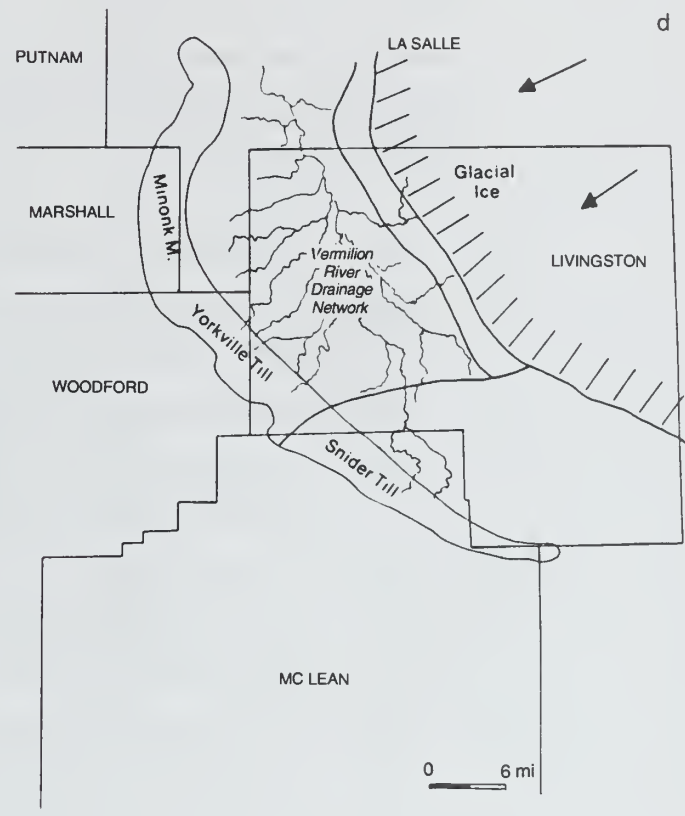 d
LA SALLE
PUTNAM
Glacial
Ice
MARSHALL
Minonk M.
LIVINGSTON
Vermilion
River
Drainage
Network
Yorkville Till
WOODFORD
Snider Till
MC LEAN
0 6 mi